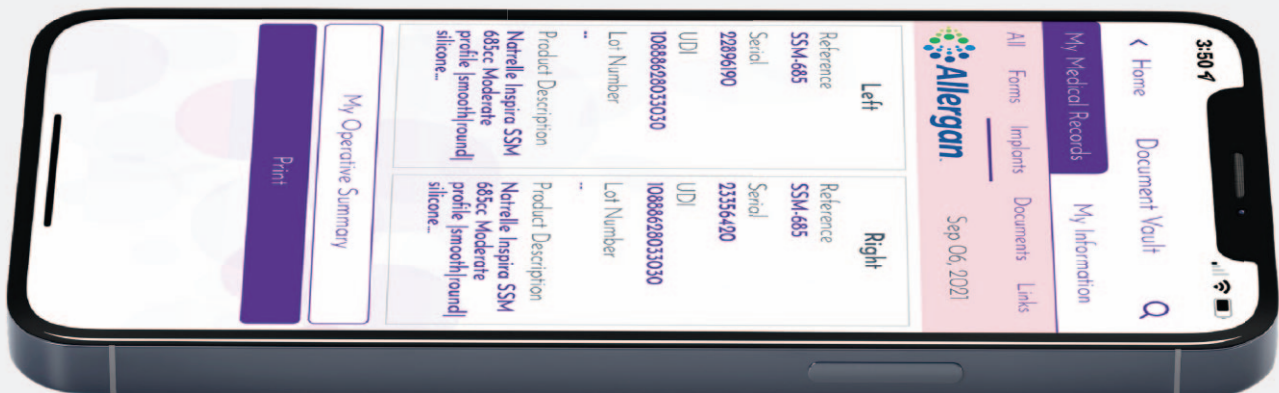 3:50
< Home Document Vault
My Medical Records My Information
All Forms Implants Documents Links
Allergan™ Sep 06, 2021
Left
Reference
SSM-685
Serial
22896190
UDI
10888628033030
Lot Number
--
Product Description
Natrelle Inspira SSM
685cc Moderate
profile |smooth|round|
silicone...
Right
Reference
SSM-685
Serial
23356420
UDI
10888628033030
Lot Number
--
Product Description
Natrelle Inspira SSM
685cc Moderate
profile |smooth|round|
silicone...
My Operative Summary
Print